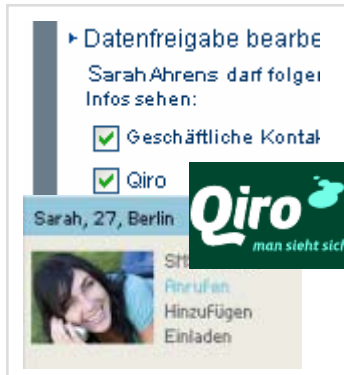 Datenfreigabe bearbe
Sarah Ahrens darf folger
Infos sehen:
Geschäftliche Kontak
Qiro
Sarah, 27, Berlin
Qiro
man sieht sich
Anrufen
Hinzufügen
Einladen